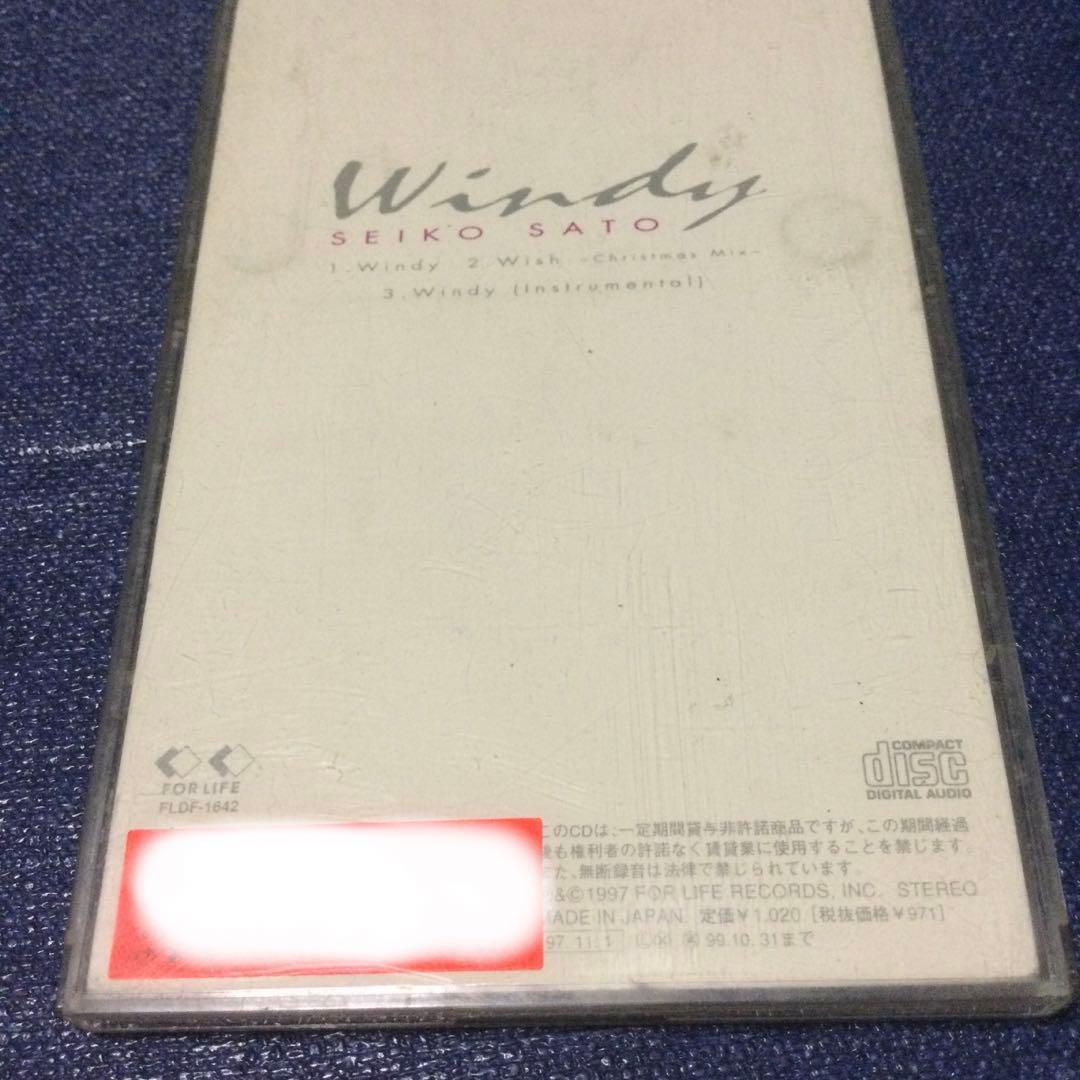 Windy
SEIKO SATO
1.Windy 2.Wish -Christmas Mix-
3.Windy (Instrumental)
FOR LIFE
FLDF-1642
COMPACT
disc
DIGITAL AUDIO
このCDは、一定期間貸与非許諾商品ですが、この期間経過
後も権利者の許諾なく賃貸業に使用することを禁じます。
また、無断録音は法律で禁じられています。
&©1997 FOR LIFE RECORDS, INC. STEREO
MADE IN JAPAN 定価¥1,020 [税抜価格¥971]
97.11.1 99.10.31まで